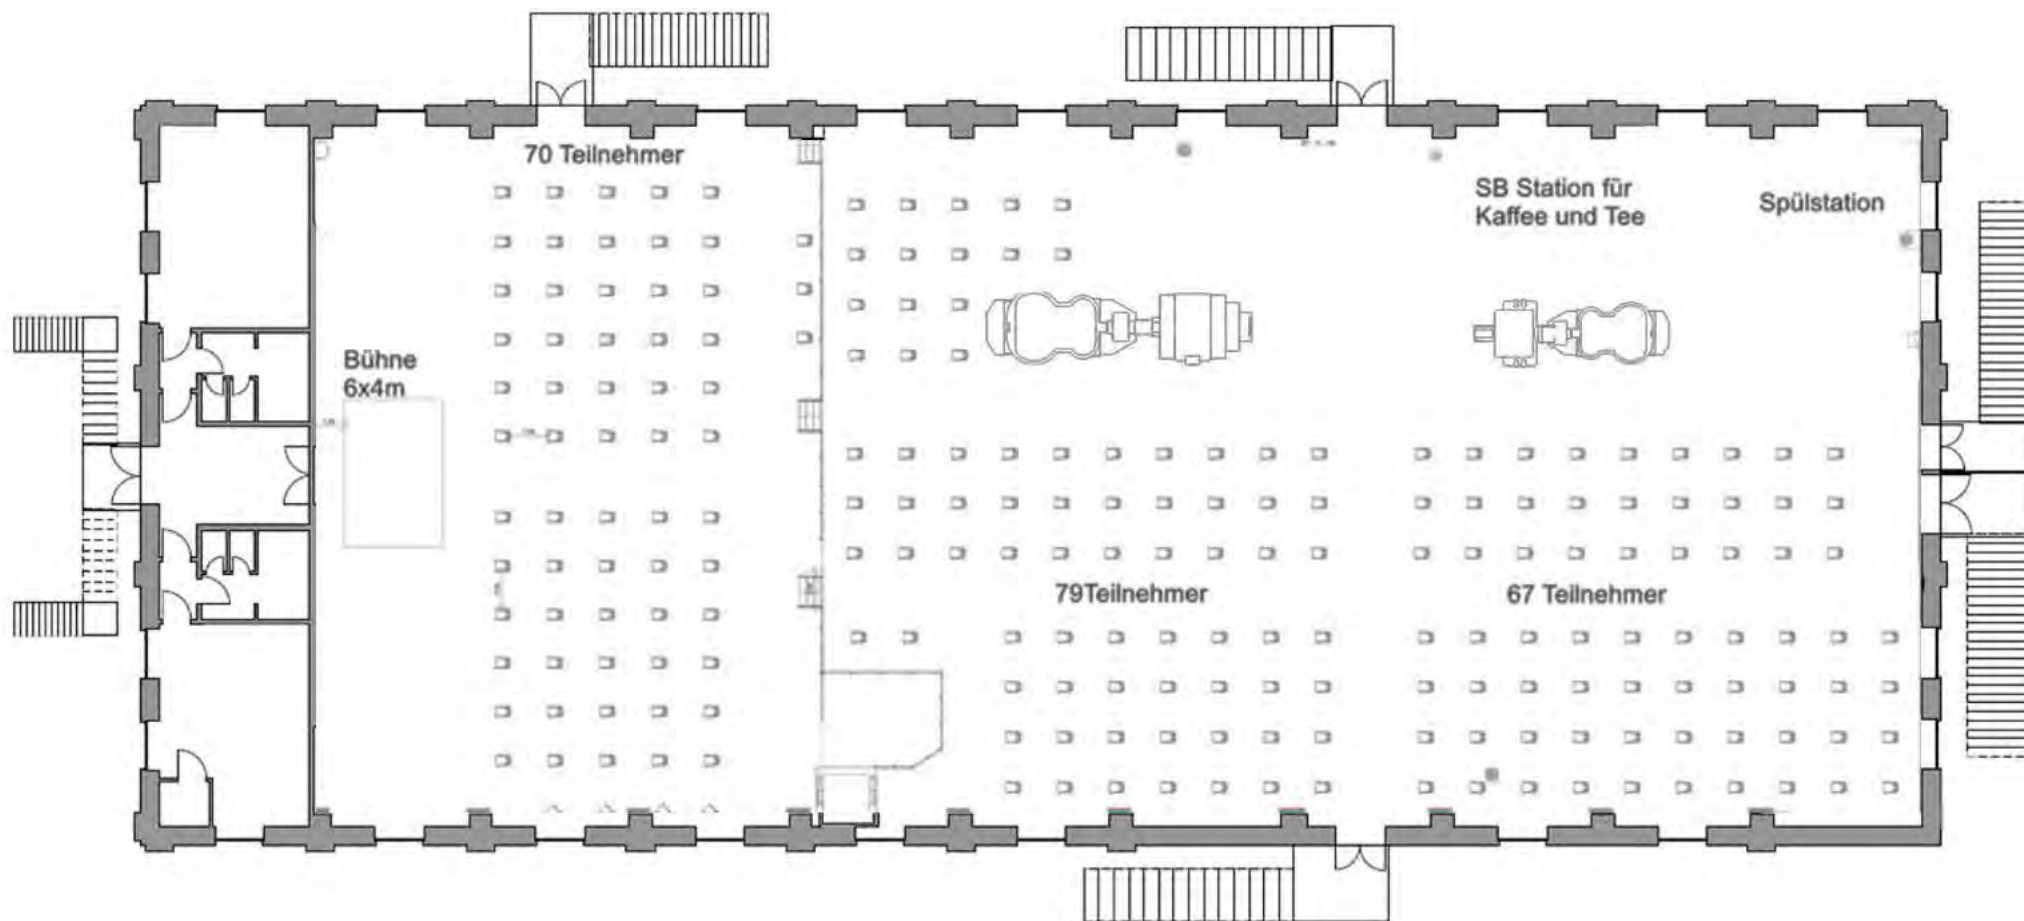 70 Teilnehmer
SB Station für
Kaffee und Tee
Spülstation
Bühne
6x4m
79Teilnehmer
67 Teilnehmer